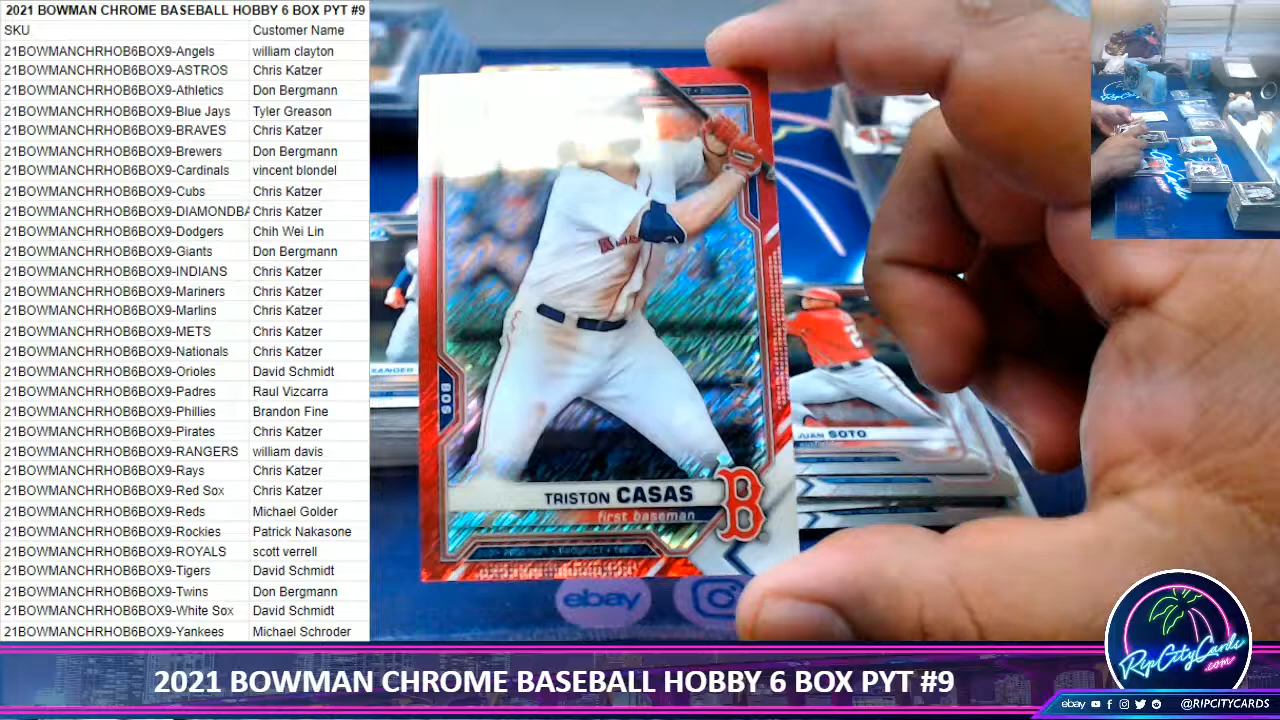 2021 BOWMAN CHROME BASEBALL HOBBY 6 BOX PYT #9
SKU Customer Name
21BOWMANCHRHOB6BOX9-Angels william clayton
21BOWMANCHRHOB6BOX9-ASTROS Chris Katzer
21BOWMANCHRHOB6BOX9-Athletics Don Bergmann
21BOWMANCHRHOB6BOX9-Blue Jays Tyler Greason
21BOWMANCHRHOB6BOX9-BRAVES Chris Katzer
21BOWMANCHRHOB6BOX9-Brewers Don Bergmann
21BOWMANCHRHOB6BOX9-Cardinals vincent blondel
21BOWMANCHRHOB6BOX9-Cubs Chris Katzer
21BOWMANCHRHOB6BOX9-DIAMONDBA Chris Katzer
21BOWMANCHRHOB6BOX9-Dodgers Chih Wei Lin
21BOWMANCHRHOB6BOX9-Giants Don Bergmann
21BOWMANCHRHOB6BOX9-INDIANS Chris Katzer
21BOWMANCHRHOB6BOX9-Mariners Chris Katzer
21BOWMANCHRHOB6BOX9-Marlins Chris Katzer
21BOWMANCHRHOB6BOX9-METS Chris Katzer
21BOWMANCHRHOB6BOX9-Nationals Chris Katzer
21BOWMANCHRHOB6BOX9-Orioles David Schmidt
21BOWMANCHRHOB6BOX9-Padres Raul Vizcarra
21BOWMANCHRHOB6BOX9-Phillies Brandon Fine
21BOWMANCHRHOB6BOX9-Pirates Chris Katzer
21BOWMANCHRHOB6BOX9-RANGERS william davis
21BOWMANCHRHOB6BOX9-Rays Chris Katzer
21BOWMANCHRHOB6BOX9-Red Sox Chris Katzer
21BOWMANCHRHOB6BOX9-Reds Michael Golder
21BOWMANCHRHOB6BOX9-Rockies Patrick Nakasone
21BOWMANCHRHOB6BOX9-ROYALS scott verrell
21BOWMANCHRHOB6BOX9-Tigers David Schmidt
21BOWMANCHRHOB6BOX9-Twins Don Bergmann
21BOWMANCHRHOB6BOX9-White Sox David Schmidt
21BOWMANCHRHOB6BOX9-Yankees Michael Schroder
BOS
TRISTON CASAS
first baseman
B
JUAN SOTO
ebay
RipCityCards
.com
2021 BOWMAN CHROME BASEBALL HOBBY 6 BOX PYT #9
ebay @RIPCITYCARDS